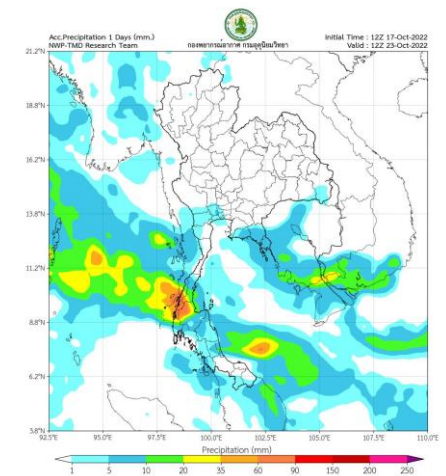 Acc.Precipitation 1 Days (mm.)
NWP-TMD Research Team
กองพยากรณ์อากาศ กรมอุตุนิยมวิทยา
Initial Time : 12Z 17-Oct-2022
Valid : 12Z 23-Oct-2022
21.2°N
18.8°N
16.2°N
13.8°N
11.2°N
8.8°N
6.2°N
3.8°N
92.5°E 95.0°E 97.5°E 100.0°E 102.5°E 105.0°E 107.5°E 110.0°E
Precipitation (mm)
1 5 10 20 35 60 90 150 200 250